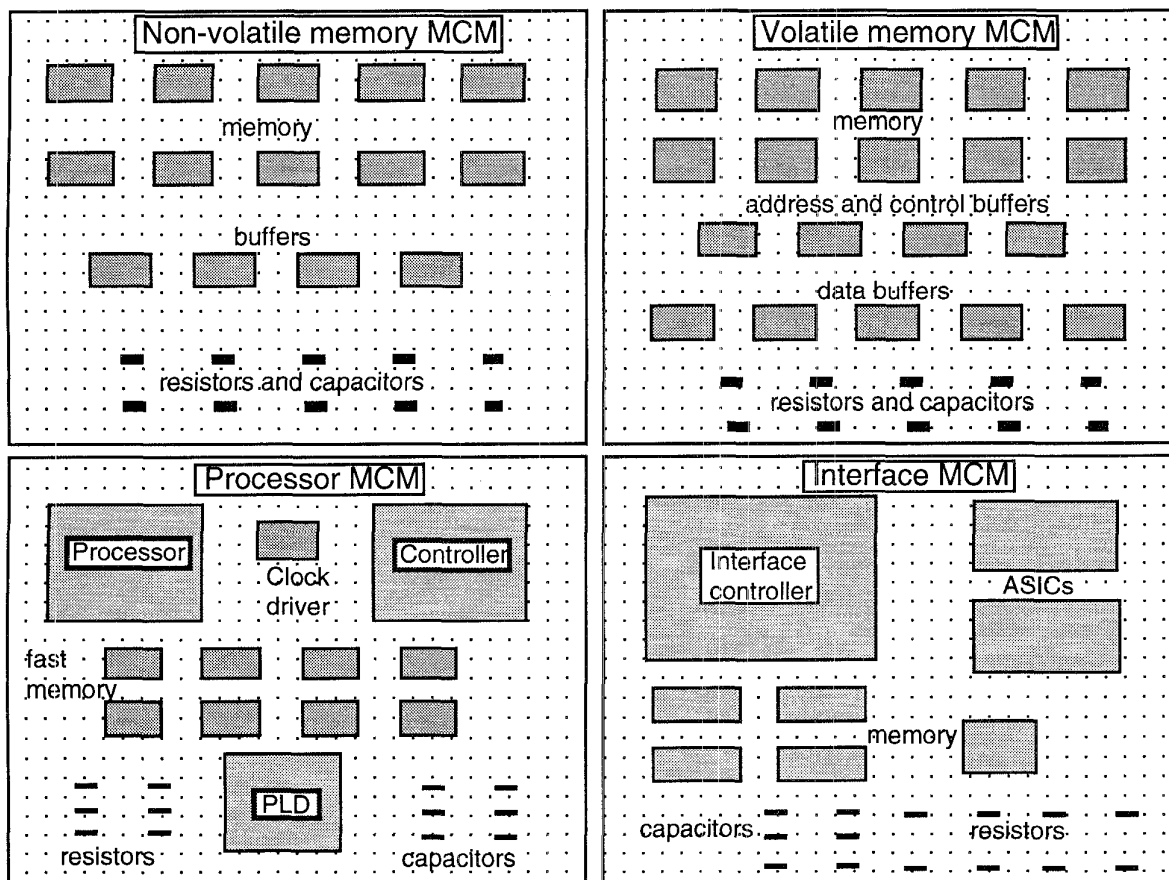 Non-volatile memory MCM
memory
buffers
resistors and capacitors
Volatile memory MCM
memory
address and control buffers
data buffers
resistors and capacitors
Processor MCM
Processor
Clock
driver
Controller
fast
memory
PLD
resistors
capacitors
Interface MCM
Interface
controller
ASICs
memory
capacitors
resistors